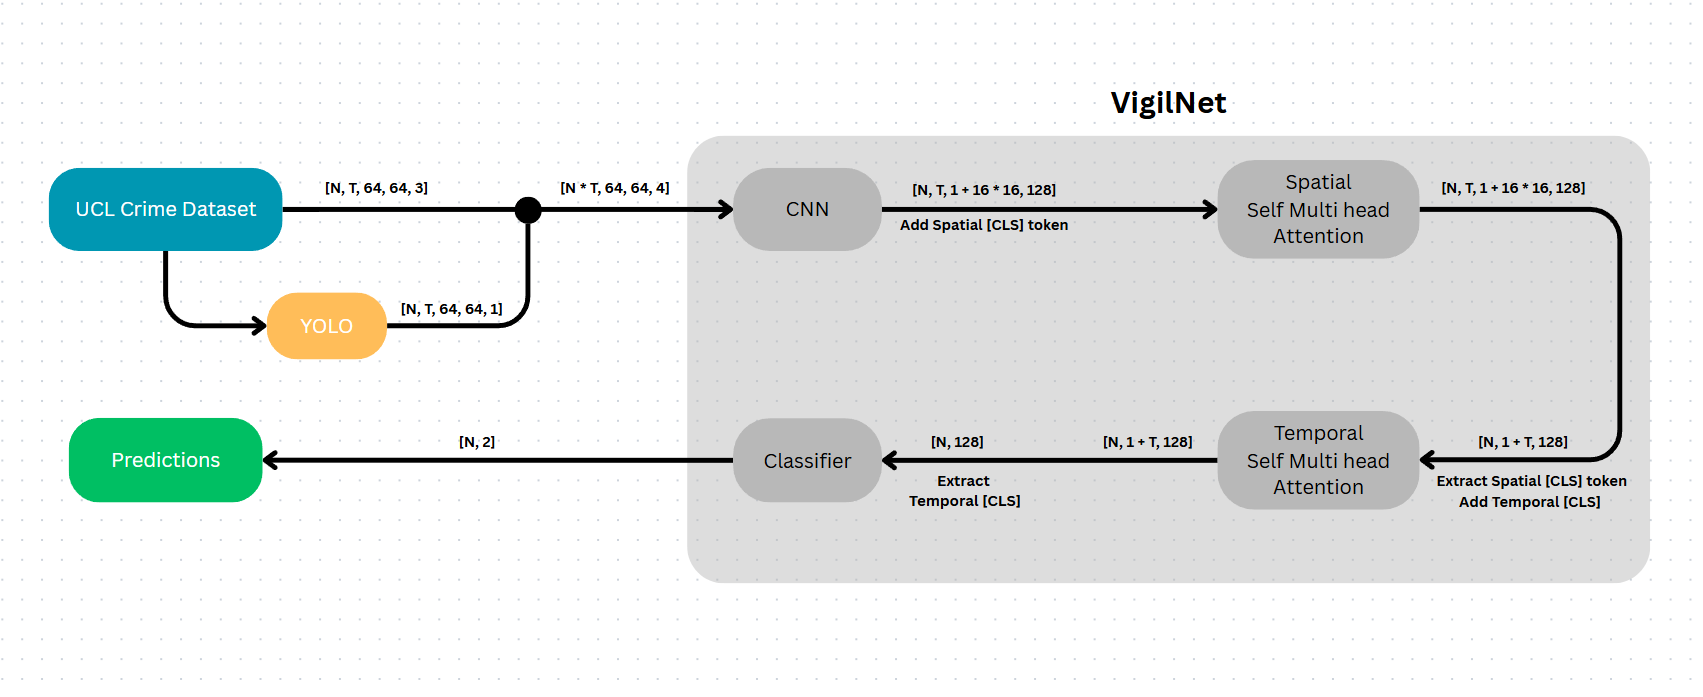 VigilNet
UCL Crime Dataset
[N, T, 64, 64, 3]
[N * T, 64, 64, 4]
YOLO
[N, T, 64, 64, 1]
CNN
[N, T, 1 + 16 * 16, 128]
Add Spatial [CLS] token
Spatial
Self Multi head
Attention
[N, T, 1 + 16 * 16, 128]
[N, 1 + T, 128]
Extract Spatial [CLS] token
Add Temporal [CLS]
Temporal
Self Multi head
Attention
[N, 1 + T, 128]
[N, 128]
Extract
Temporal [CLS]
Classifier
[N, 2]
Predictions